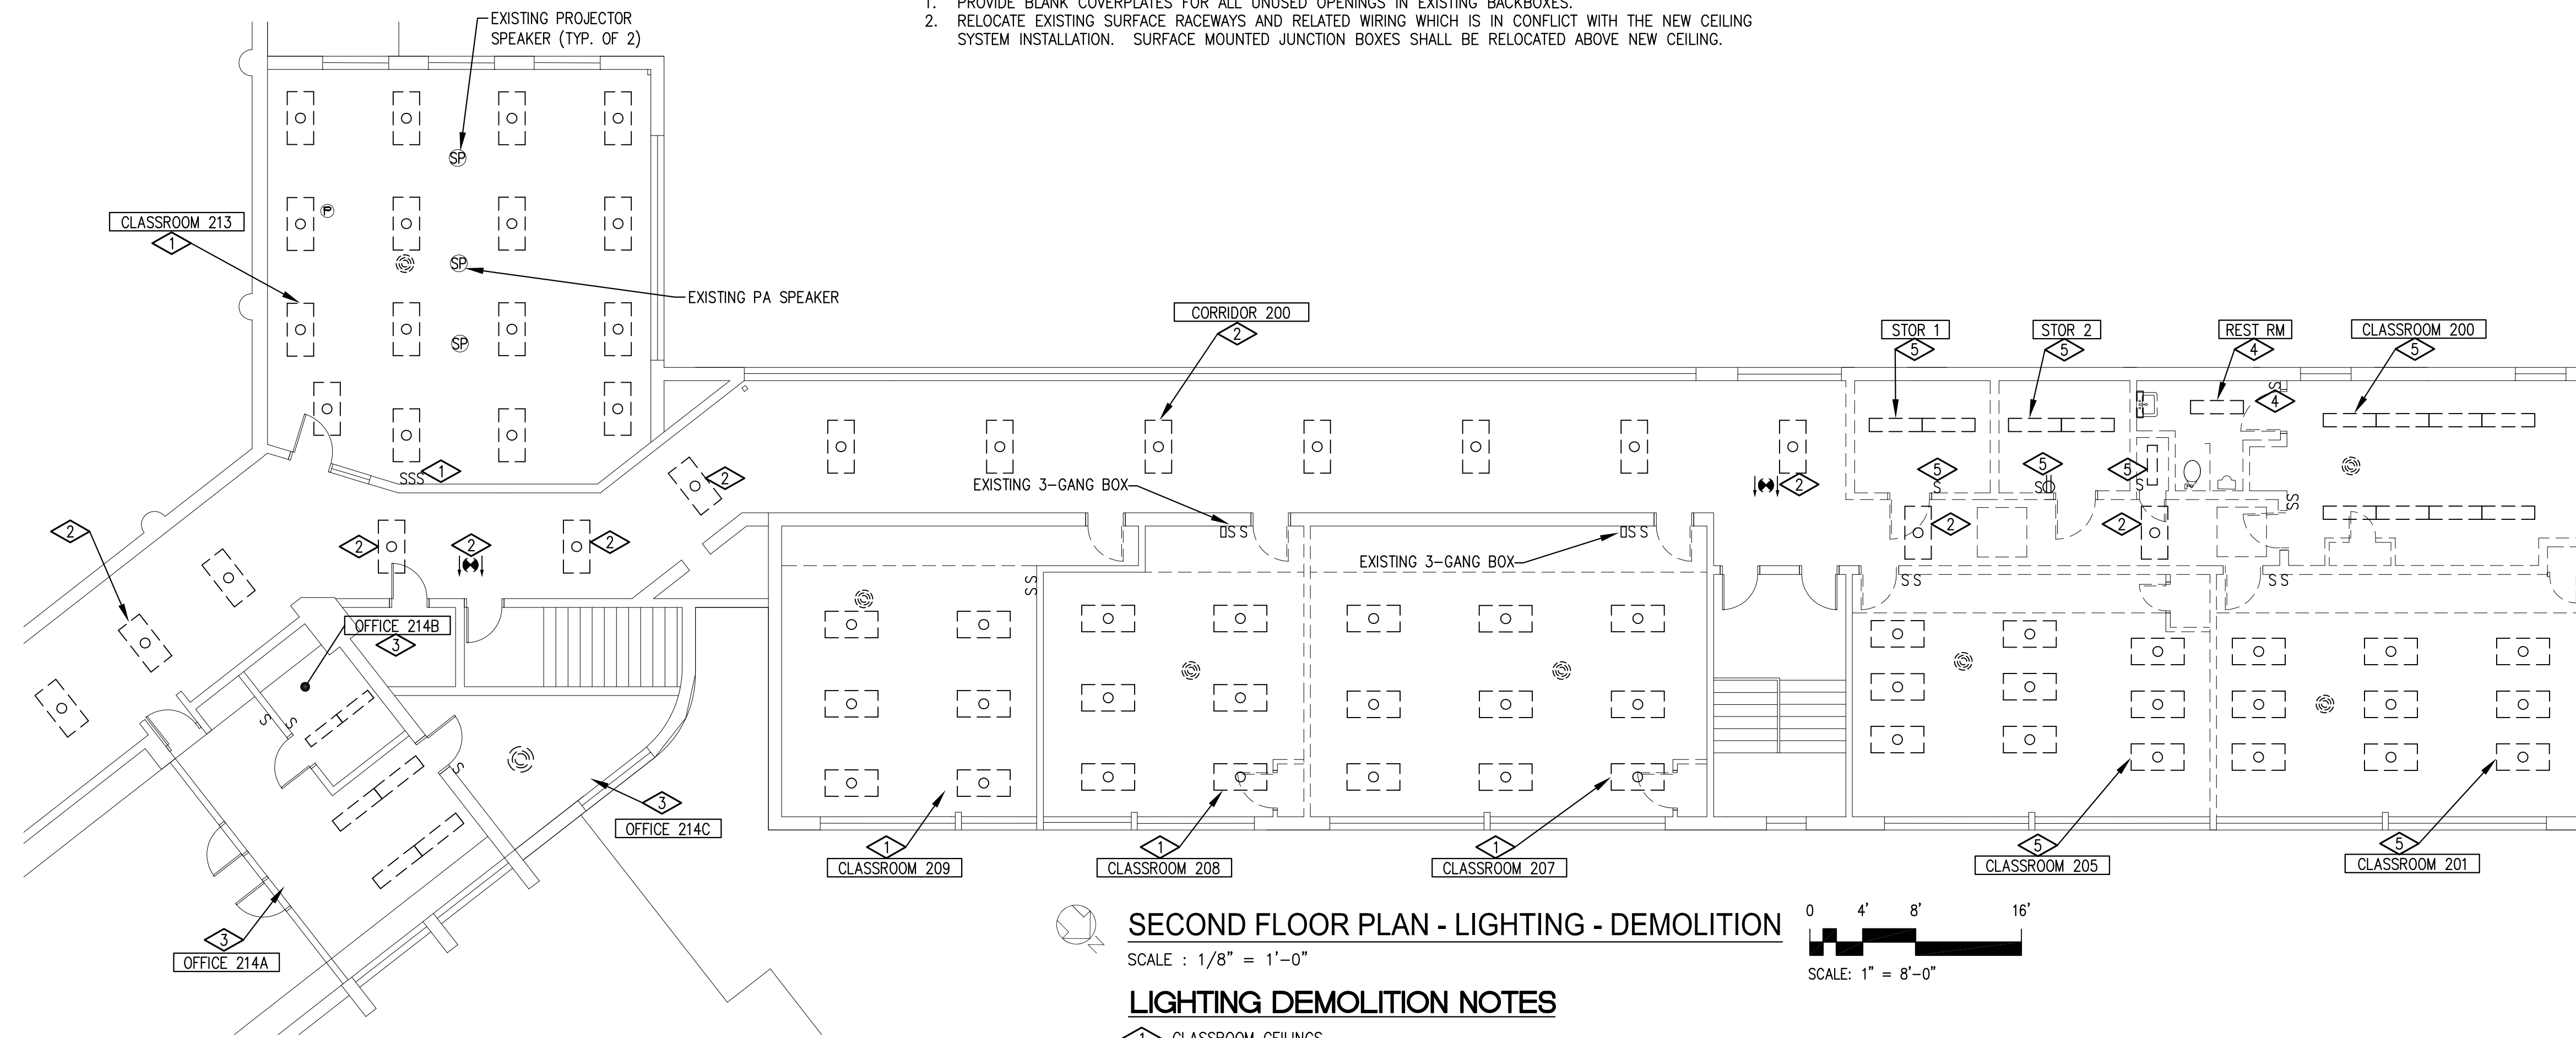 1. PROVIDE BLANK COVERPLATES FOR ALL UNUSED OPENINGS IN EXISTING BACKBOXES.
2. RELOCATE EXISTING SURFACE RACEWAYS AND RELATED WIRING WHICH IS IN CONFLICT WITH THE NEW CEILING
SYSTEM INSTALLATION. SURFACE MOUNTED JUNCTION BOXES SHALL BE RELOCATED ABOVE NEW CEILING.
EXISTING PROJECTOR
SPEAKER (TYP. OF 2)
SP
P
CLASSROOM 213
1
SP
EXISTING PA SPEAKER
SP
SSS
1
CORRIDOR 200
2
STOR 1
5
STOR 2
5
REST RM
4
CLASSROOM 200
5
S
4
2
EXISTING 3-GANG BOX
2
5
S
5
S
5
S
SS
2
2
2
2
2
2
S S
EXISTING 3-GANG BOX
S S
S S
S S
S S
OFFICE 214B
3
S
S
S
3
OFFICE 214C
3
OFFICE 214A
1
CLASSROOM 209
1
CLASSROOM 208
1
CLASSROOM 207
5
CLASSROOM 205
5
CLASSROOM 201
N
SECOND FLOOR PLAN - LIGHTING - DEMOLITION
SCALE : 1/8" = 1'-0"
0 4' 8' 16'
SCALE: 1" = 8'-0"
LIGHTING DEMOLITION NOTES
1 CLASSROOM CEILINGS